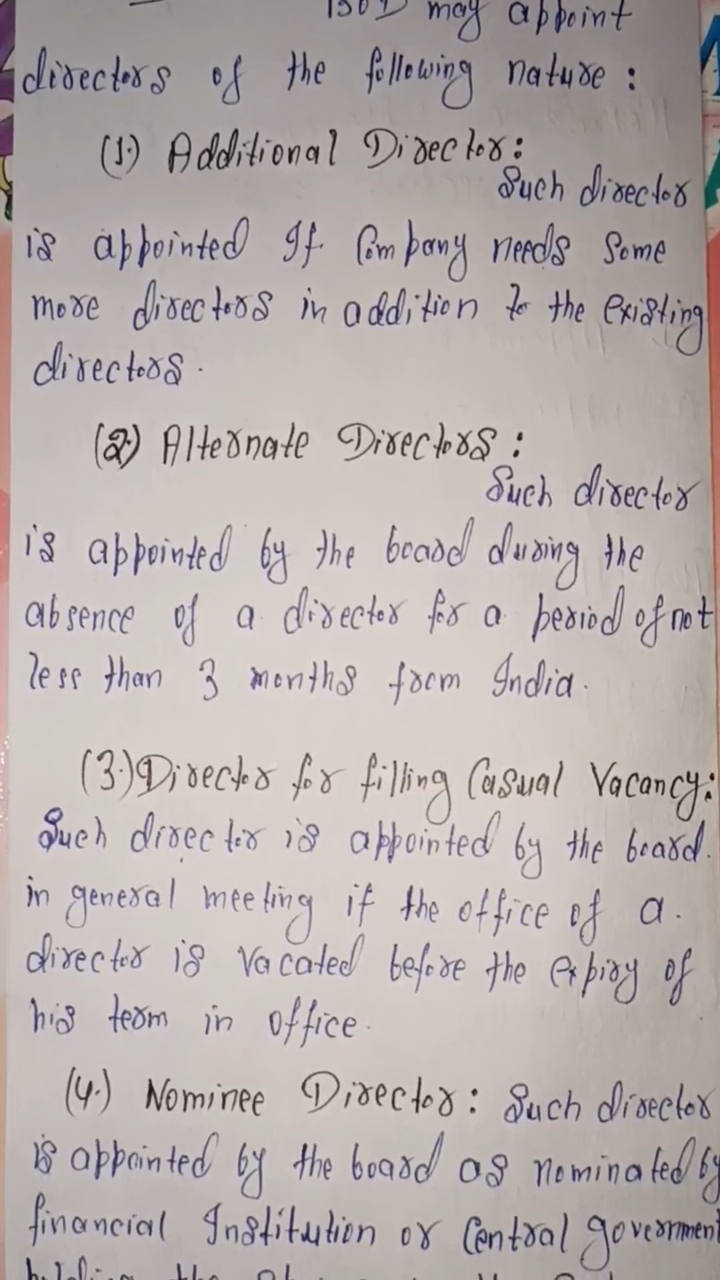 BOD may appoint
directors of the following nature :
(1.) Additional Director:
Such director
is appointed If Company needs Some
more directors in addition to the existing
directors.
(2) Alternate Directors :
Such director
is appointed by the board during the
absence of a director for a period of not
less than 3 months form India.
(3.) Director for filling Casual Vacancy:
Such director is appointed by the board.
in general meeting if the office of a.
director is Vacated before the expiry of
his term in office.
(4.) Nominee Director: Such director
is appointed by the board as nominated by
financial Institution or Central government
the